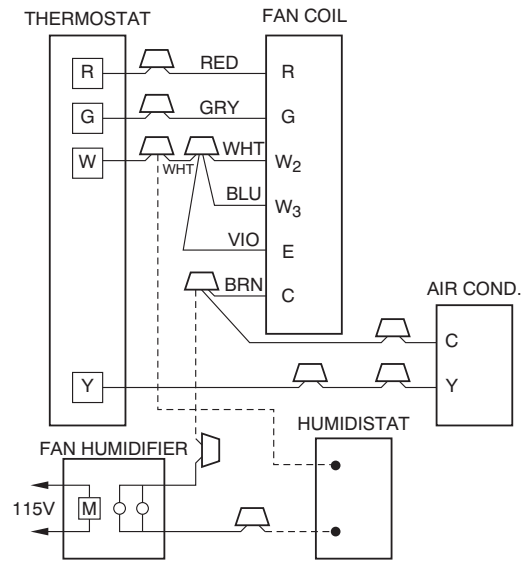 THERMOSTAT
FAN COIL
R
RED
R
G
GRY
G
W
WHT
WHT
W2
BLU
W3
VIO
E
BRN
C
AIR COND.
C
Y
Y
HUMIDISTAT
FAN HUMIDIFIER
115V
M